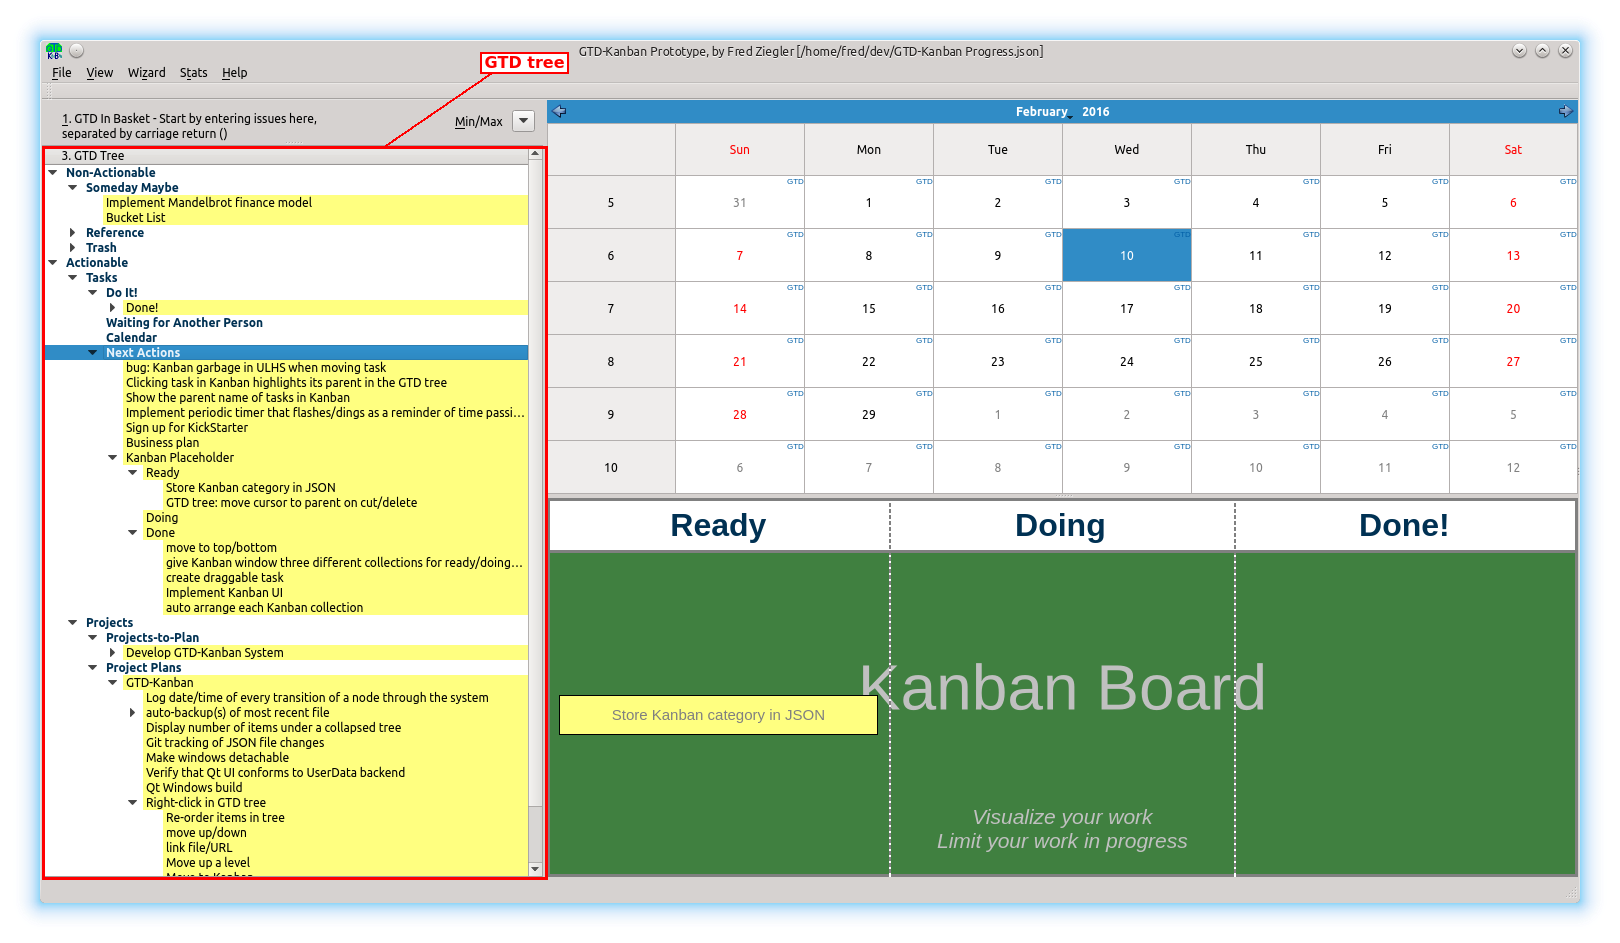 GTD-Kanban Prototype, by Fred Ziegler [/home/fred/dev/GTD-Kanban Progress.json]
File View Wizard Stats Help
GTD tree
1. GTD In Basket - Start by entering issues here,
separated by carriage return ()
Min/Max
3. GTD Tree
Non-Actionable
Someday Maybe
Implement Mandelbrot finance model
Bucket List
Reference
Trash
Actionable
Tasks
Do It!
Done!
Waiting for Another Person
Calendar
Next Actions
bug: Kanban garbage in ULHS when moving task
Clicking task in Kanban highlights its parent in the GTD tree
Show the parent name of tasks in Kanban
Implement periodic timer that flashes/dings as a reminder of time passi...
Sign up for KickStarter
Business plan
Kanban Placeholder
Ready
Store Kanban category in JSON
GTD tree: move cursor to parent on cut/delete
Doing
Done
move to top/bottom
give Kanban window three different collections for ready/doing...
create draggable task
Implement Kanban UI
auto arrange each Kanban collection
Projects
Projects-to-Plan
Develop GTD-Kanban System
Project Plans
GTD-Kanban
Log date/time of every transition of a node through the system
auto-backup(s) of most recent file
Display number of items under a collapsed tree
Git tracking of JSON file changes
Make windows detachable
Verify that Qt UI conforms to UserData backend
Qt Windows build
Right-click in GTD tree
Re-order items in tree
move up/down
link file/URL
Move up a level
Move to Kanban
February 2016
Sun Mon Tue Wed Thu Fri Sat
GTD GTD GTD GTD GTD GTD GTD
5 31 1 2 3 4 5 6
GTD GTD GTD GTD GTD GTD GTD
6 7 8 9 10 11 12 13
GTD GTD GTD GTD GTD GTD GTD
7 14 15 16 17 18 19 20
GTD GTD GTD GTD GTD GTD GTD
8 21 22 23 24 25 26 27
GTD GTD GTD GTD GTD GTD GTD
9 28 29 1 2 3 4 5
GTD GTD GTD GTD GTD GTD GTD
10 6 7 8 9 10 11 12
Ready Doing Done!
Kanban Board
Store Kanban category in JSON
Visualize your work
Limit your work in progress